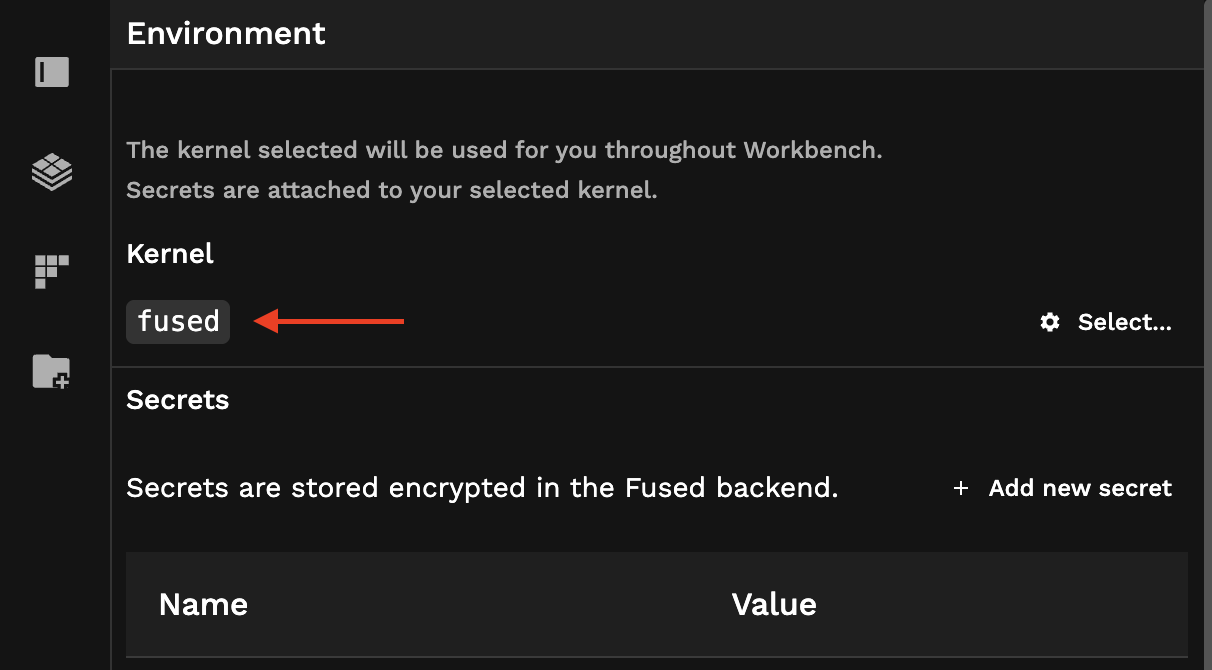 Environment
The kernel selected will be used for you throughout Workbench.
Secrets are attached to your selected kernel.
Kernel
fused
Select...
Secrets
Secrets are stored encrypted in the Fused backend.
+ Add new secret
Name
Value